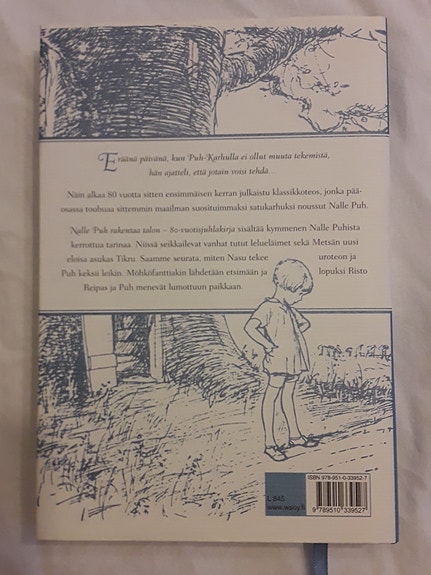 Eräänä päivänä, kun Puh-Karhulla ei ollut muuta tekemistä,
hän ajatteli, että jotain voisi tehdä…
Näin alkaa 80 vuotta sitten ensimmäisen kerran julkaistu klassikkoteos, jonka pää-
osassa touhuaa sittemmin maailman suosituimmaksi satukarhuksi noussut Nalle Puh.
Nalle Puh rakentaa talon – 80-vuotisjuhlakirja sisältää kymmenen Nalle Puhista
kerrottua tarinaa. Niissä seikkailevat vanhat tutut leluelăimet sekä Metsän uusi
eloisa asukas Tikru. Saamme seurata, miten Nasu tekee uroteon ja
Puh keksii leikin. Möhköfanttiakin lähdetään etsimään ja lopuksi Risto
Reipas ja Puh menevät lumottuun paikkaan.
L 84.5
www.wsoy.fi
ISBN 978-951-0-33952-7
9 789510 339527